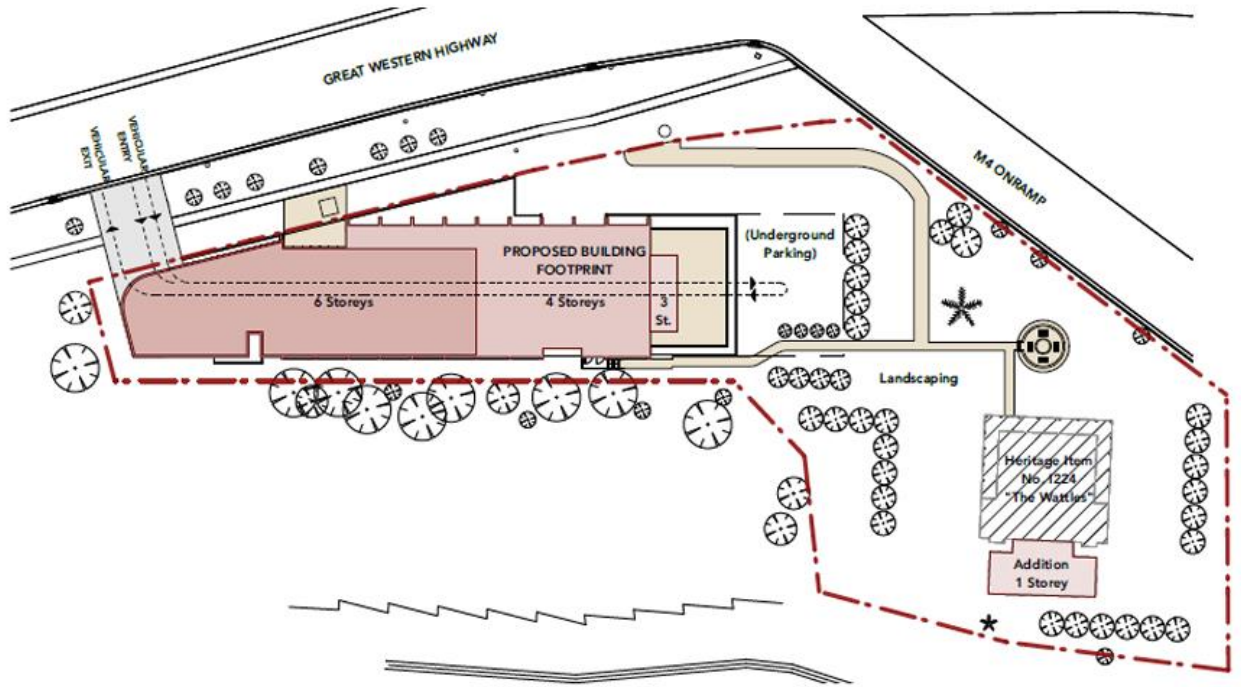 GREAT WESTERN HIGHWAY
VEHICULAR
EXIT
VEHICULAR
ENTRY
M4 ONRAMP
PROPOSED BUILDING
FOOTPRINT
6 Storeys
4 Storeys
3
St.
(Underground
Parking)
Landscaping
Heritage Item
No. 1224
"The Wattles"
Addition
1 Storey